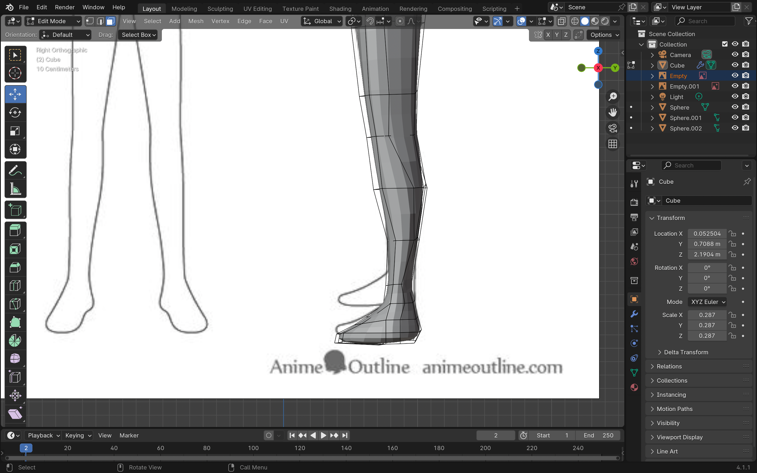 File Edit Render Window Help Layout Modeling Sculpting UV Editing Texture Paint Shading Animation Rendering Scene View Layer
Edit Mode View Select Add Mesh Vertex Edge Face UV Global Search
Orientation: Default Drag: Select Box X Y Z Options
Right Orthographic
(2) Cube
10 Centimeters
Y
Scene Collection
Collection
Camera
Cube
Empty
Empty.001
Light
Sphere
Sphere.001
Sphere.002
Search
Cube
Cube
Transform
Location X 0.052504
Y 0.7088 m
Z 2.1904 m
Rotation X 0°
Y 0°
Z 0°
Mode XYZ Euler
Scale X 0.287
Y 0.287
Z 0.287
Delta Transform
Relations
Collections
Instancing
Motion Paths
Visibility
Viewport Display
Line Art
Anime Outline animeoutline.com
Playback Keying View Marker 2 Start 1 End 250
2 20 40 60 80 100 120 140 160 180 200 220 240
Select Rotate View Call Menu 4.1.1